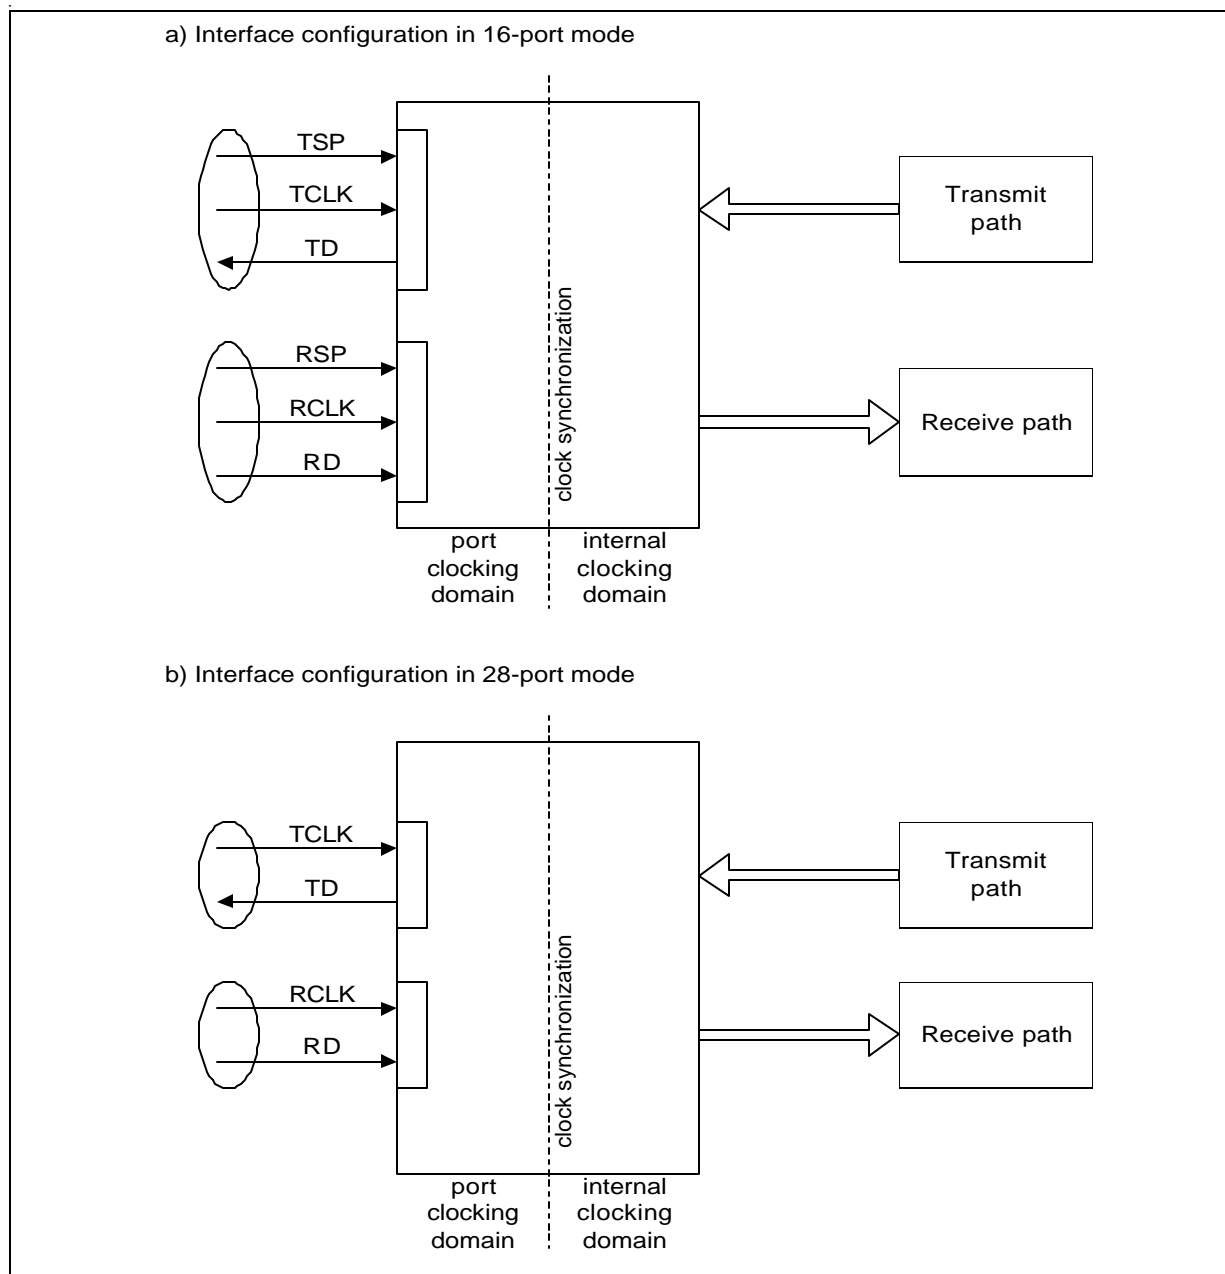 a) Interface configuration in 16-port mode
TSP
TCLK
TD
Transmit
path
RSP
RCLK
RD
clock synchronization
Receive path
port
clocking
domain
internal
clocking
domain
b) Interface configuration in 28-port mode
TCLK
TD
Transmit
path
RCLK
RD
clock synchronization
Receive path
port
clocking
domain
internal
clocking
domain